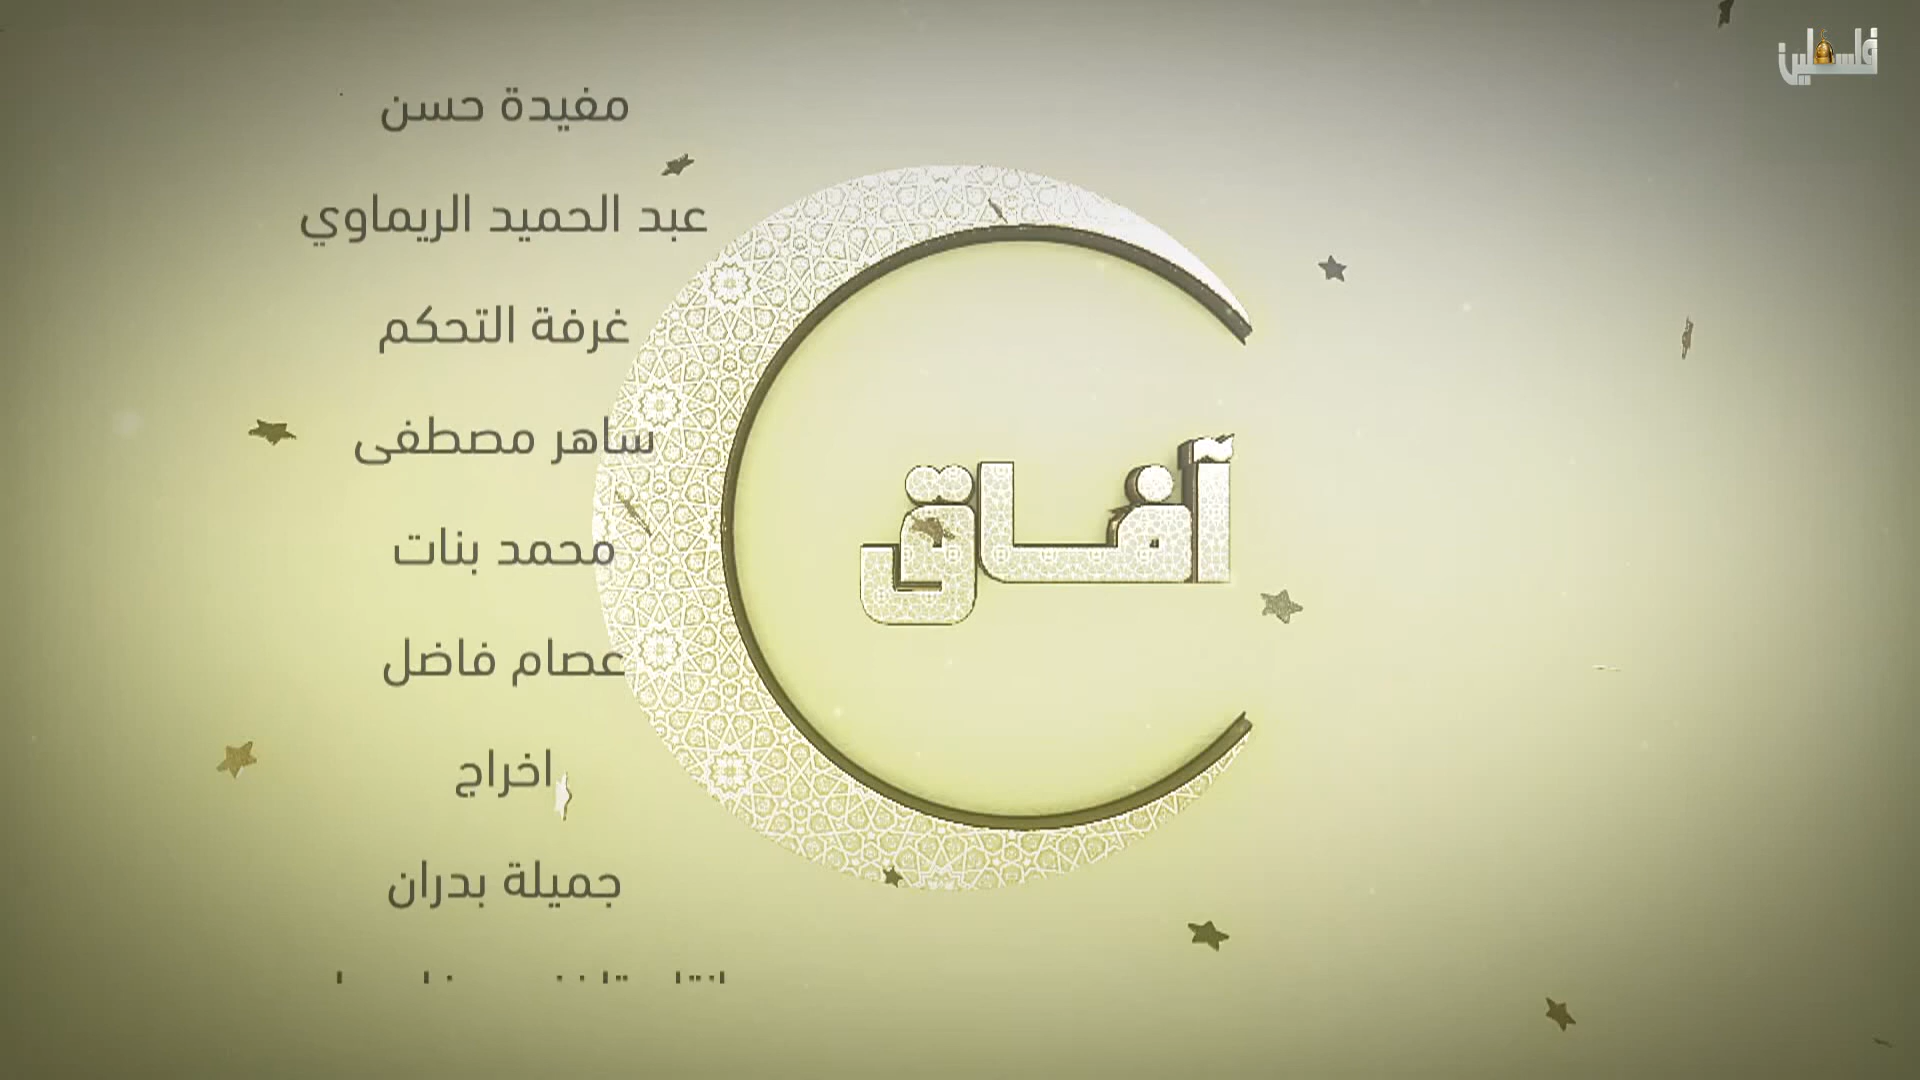 فلسطين
مفيدة حسن
عبد الحميد الريماوي
غرفة التحكم
ساهر مصطفى
محمد بنات
عصام فاضل
اخراج
جميلة بدران
آفاق